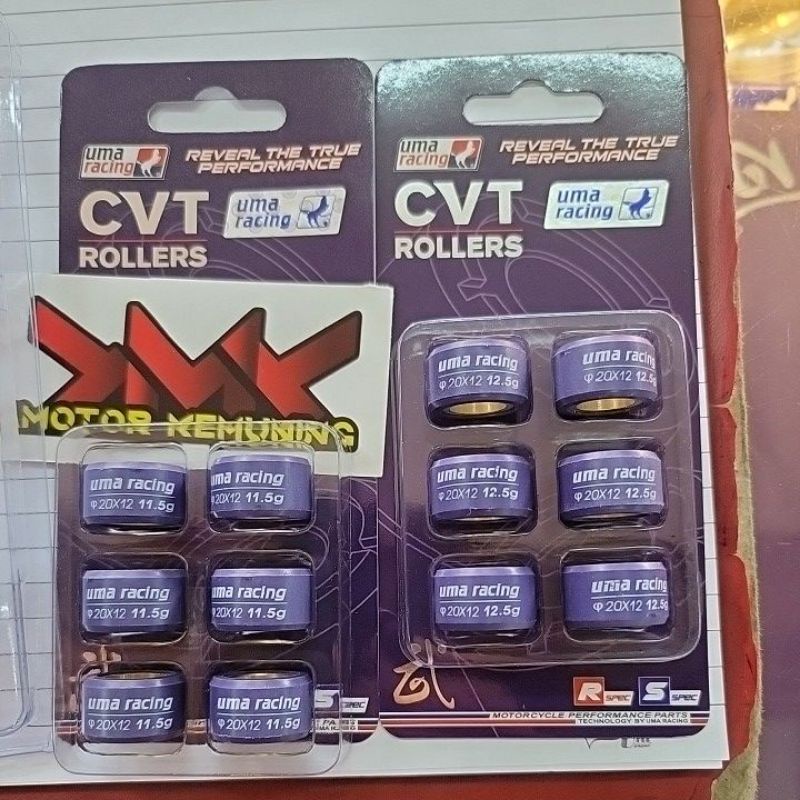 uma
racing
REVEAL THE TRUE
PERFORMANCE
CVT
ROLLERS
uma
racing
KMK
MOTOR KEMUNING
uma racing
φ20X12 11.5g
uma racing
φ20X12 11.5g
uma racing
φ20X12 11.5g
uma racing
φ20X12 11.5g
uma racing
φ20X12 11.5g
uma racing
φ20X12 11.5g
S
uma
racing
REVEAL THE TRUE
PERFORMANCE
CVT
ROLLERS
uma
racing
uma racing
φ20X12 12.5g
uma racing
φ20X12 12.5g
uma racing
φ20X12 12.5g
uma racing
φ20X12 12.5g
uma racing
φ20X12 12.5g
uma racing
φ20X12 12.5g
R SPEC S SPEC
MOTORCYCLE PERFORMANCE PARTS
TECHNOLOGY BY UMA RACING